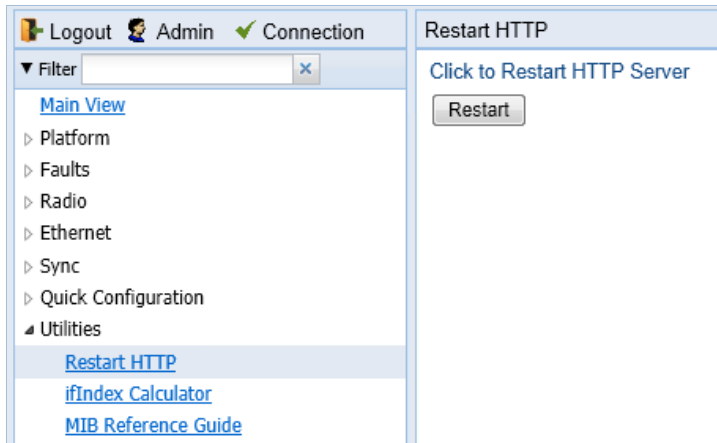 Logout Admin Connection
Filter
Main View
Platform
Faults
Radio
Ethernet
Sync
Quick Configuration
Utilities
Restart HTTP
ifIndex Calculator
MIB Reference Guide
Restart HTTP
Click to Restart HTTP Server
Restart